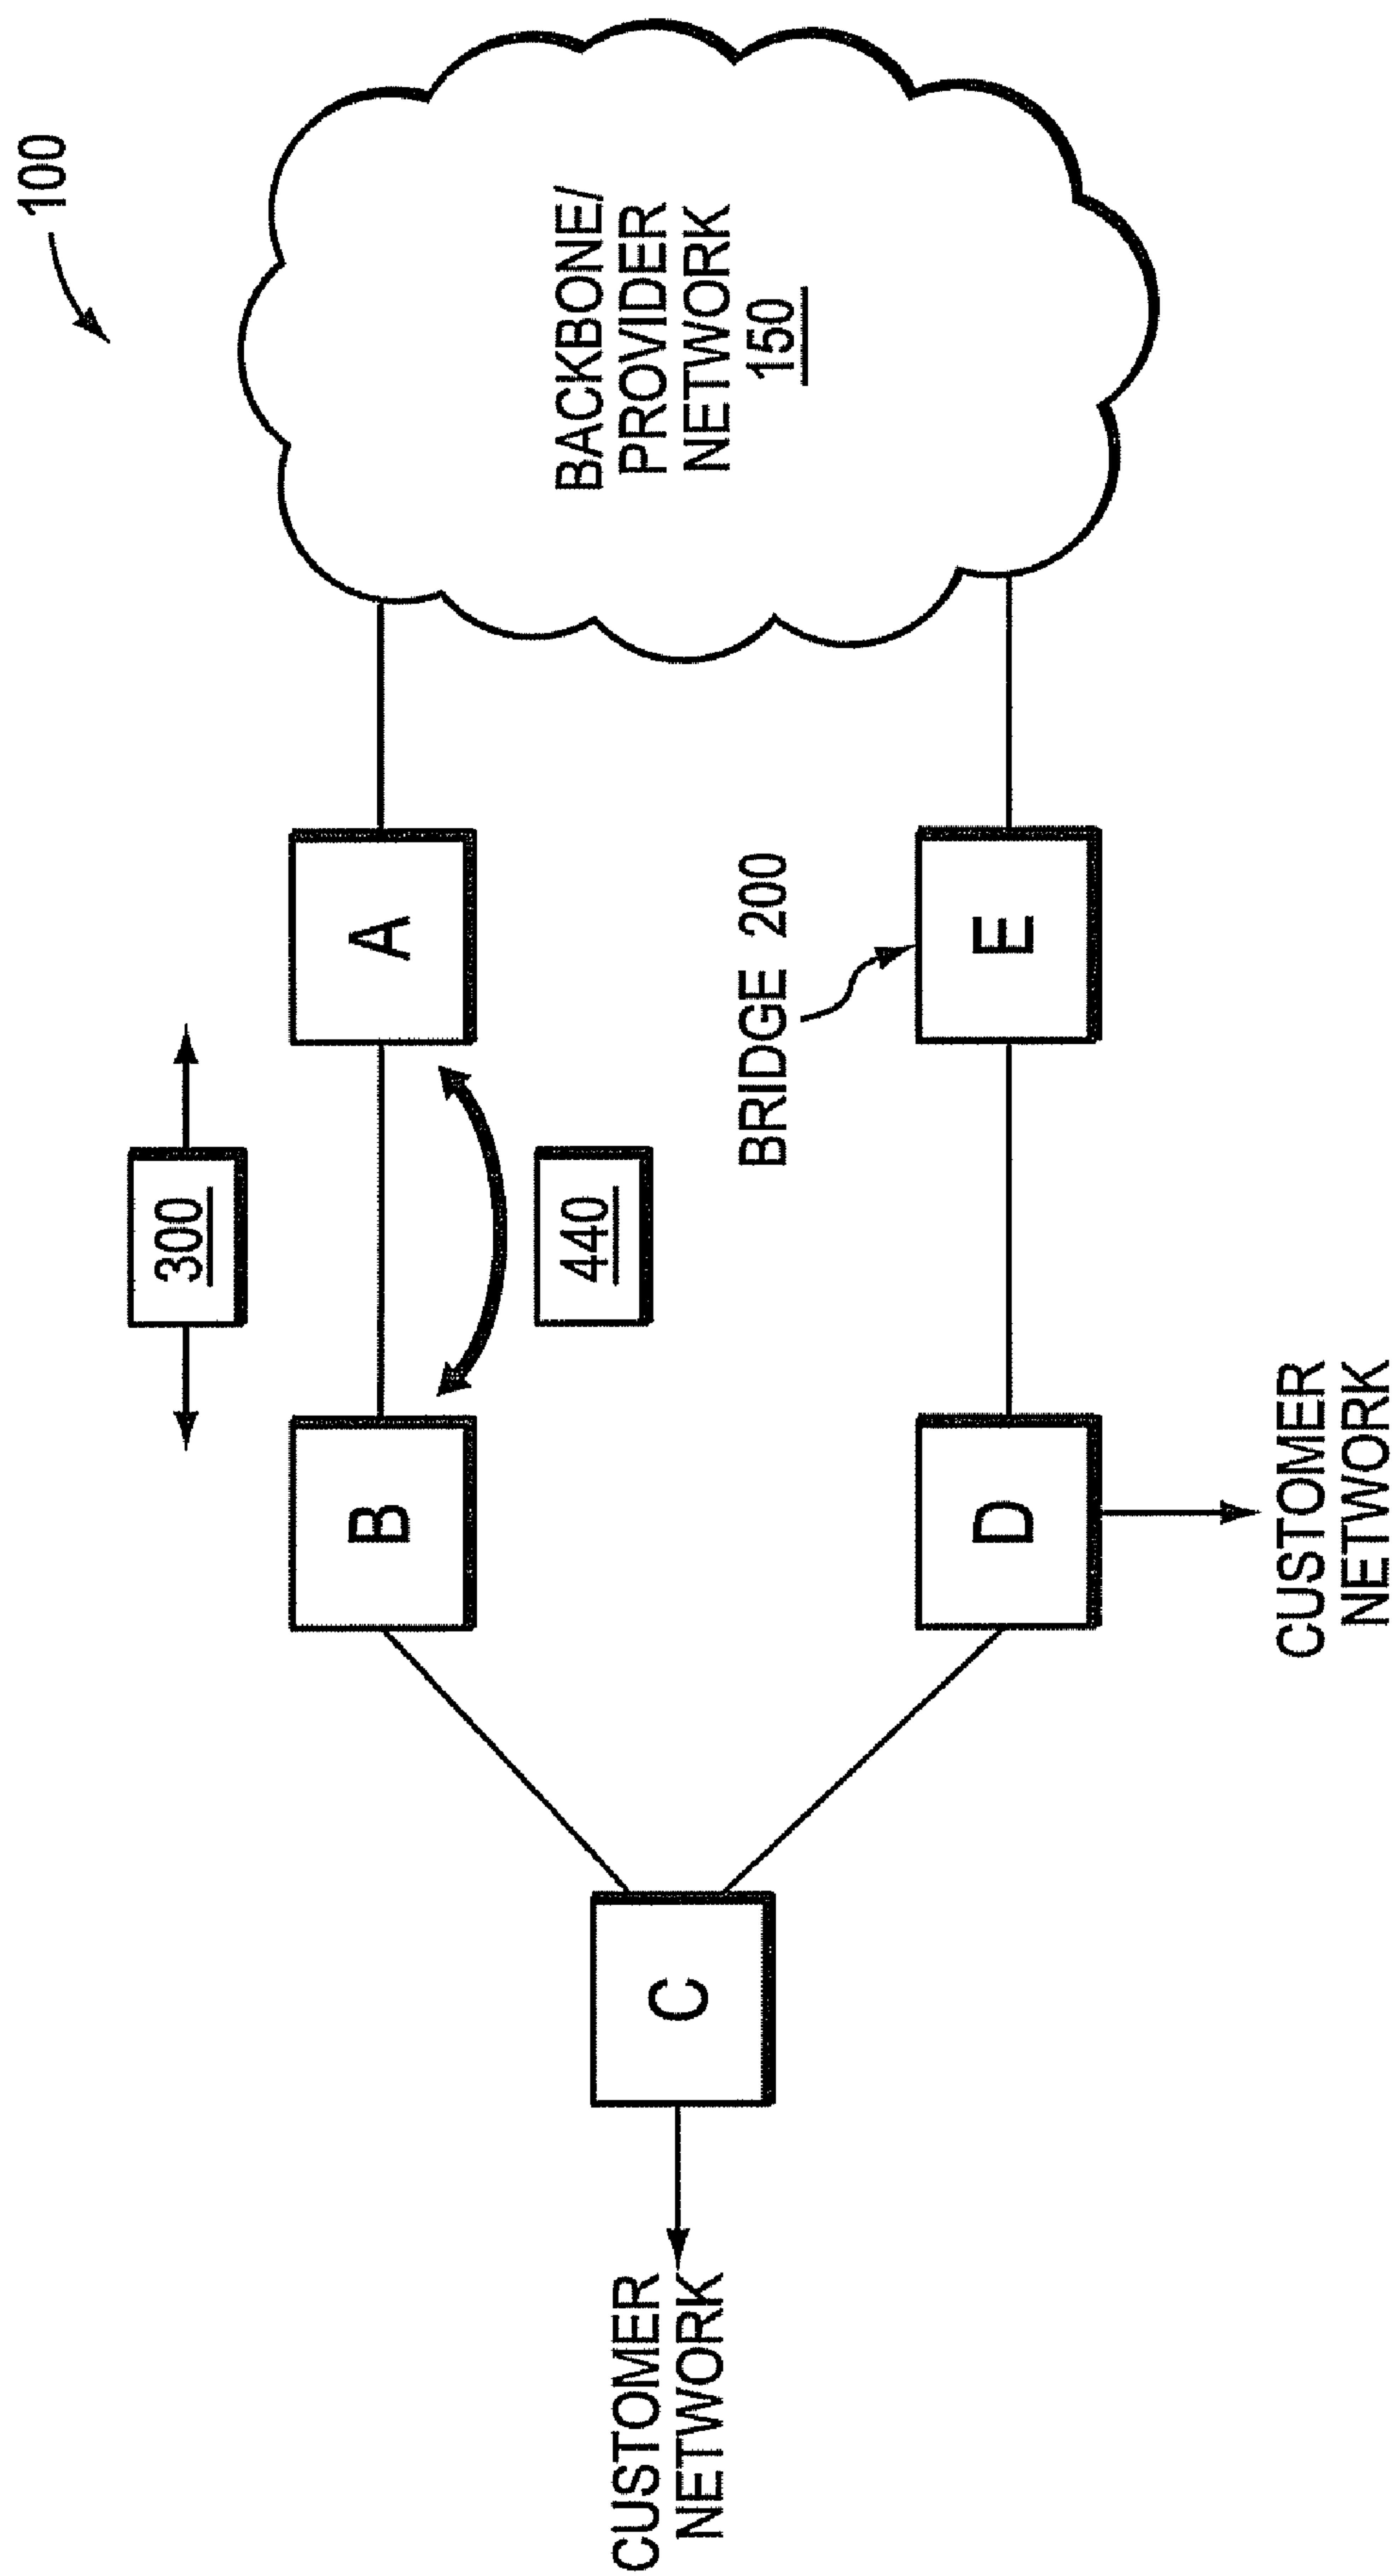 100
BACKBONE/
PROVIDER
NETWORK
150
300
A
B
440
BRIDGE 200
E
D
C
CUSTOMER
NETWORK
CUSTOMER
NETWORK